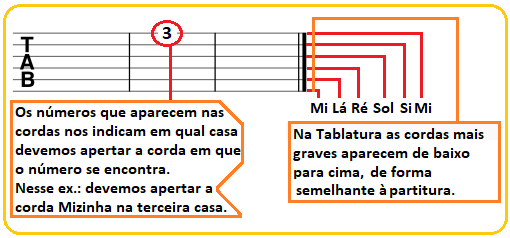 3
T
A
B
Mi Lá Ré Sol Si Mi
Os números que aparecem nas
cordas nos indicam em qual casa
devemos apertar a corda em que
o número se encontra.
Nesse ex.: devemos apertar a
corda Mizinha na terceira casa.
Na Tablatura as cordas mais
graves aparecem de baixo
para cima, de forma
semelhante à partitura.